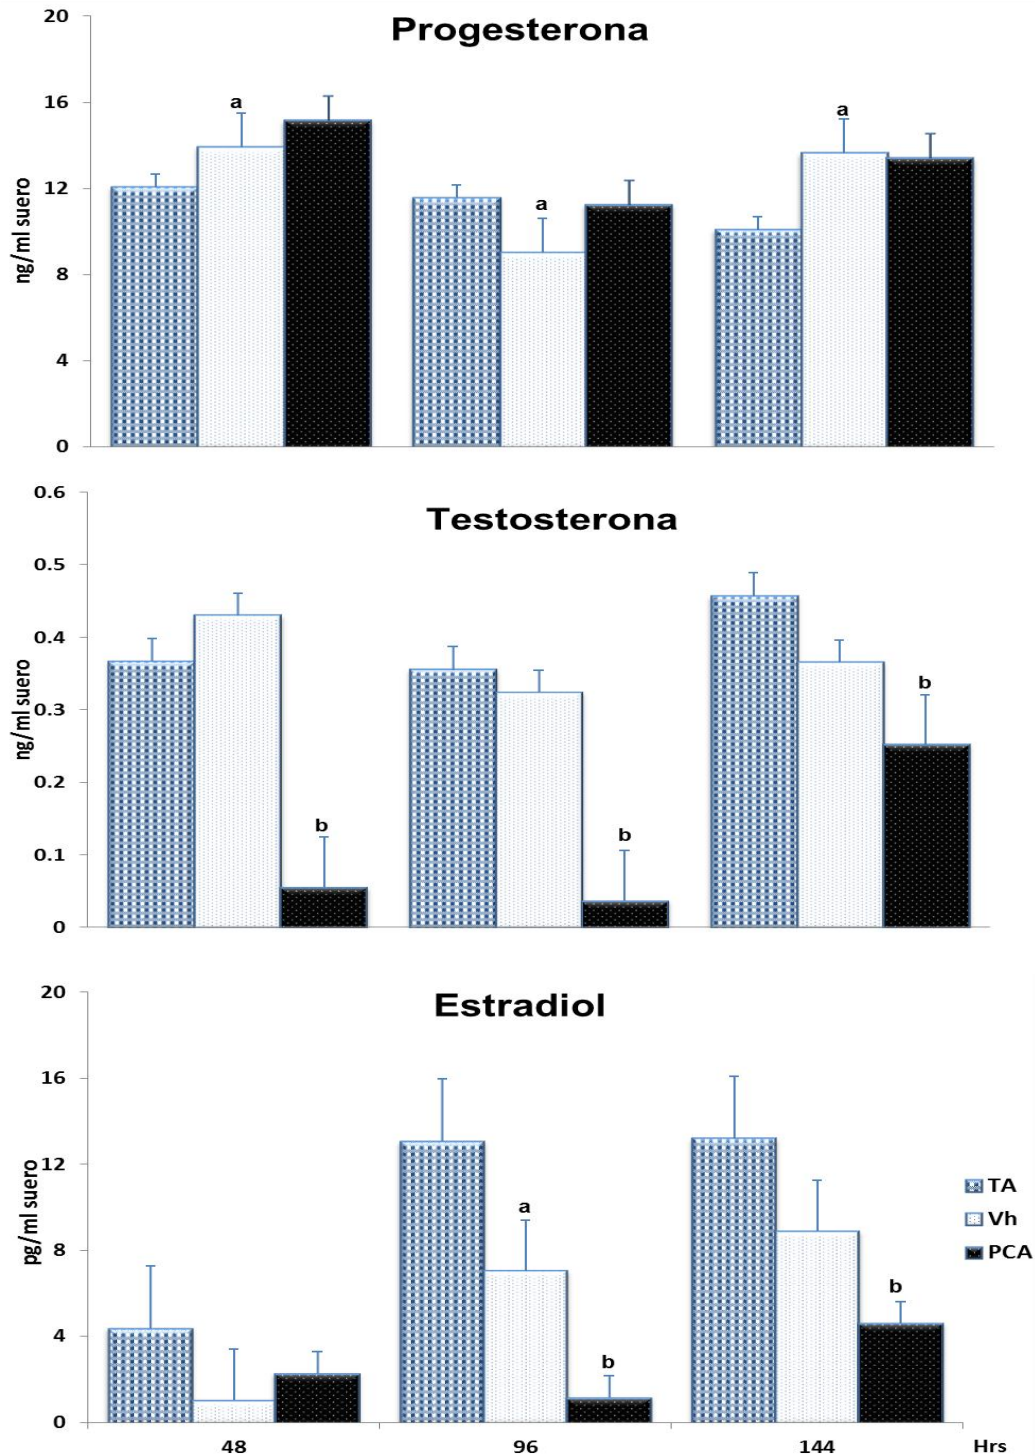 Progesterona
20
16
12
8
4
0
ng/ml suero
a
a
a
Testosterona
0.6
0.5
0.4
0.3
0.2
0.1
0
ng/ml suero
b
b
b
Estradiol
20
16
12
8
4
0
pg/ml suero
a
b
b
TA
Vh
PCA
48 96 144 Hrs